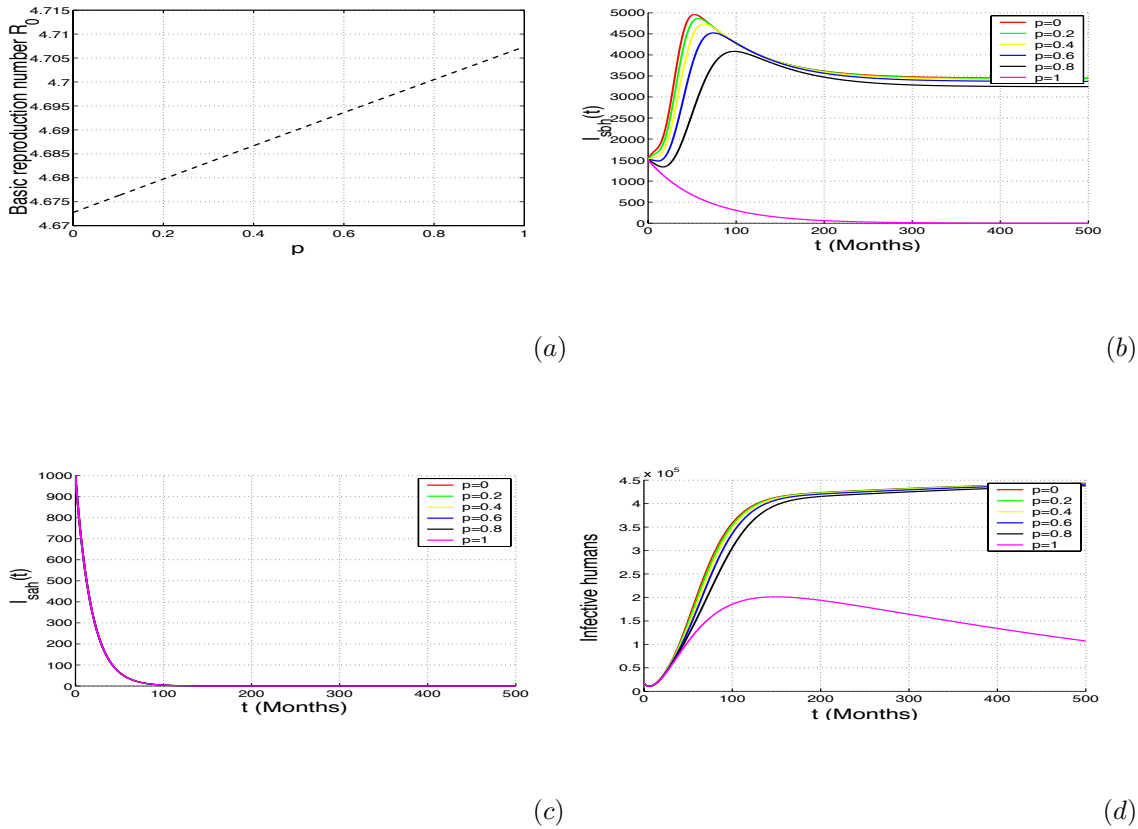 4.715
4.71
4.705
4.7
4.695
4.69
4.685
4.68
4.675
4.67
Basic reproduction number R_0
0 0.2 0.4 0.6 0.8 1
p
(a)
5000
4500
4000
3500
3000
2500
2000
1500
1000
500
0
I_sbh(t)
0 100 200 300 400 500
t (Months)
p=0
p=0.2
p=0.4
p=0.6
p=0.8
p=1
(b)
1000
900
800
700
600
500
400
300
200
100
0
I_sah(t)
0 100 200 300 400 500
t (Months)
p=0
p=0.2
p=0.4
p=0.6
p=0.8
p=1
(c)
× 10^5
4.5
4
3.5
3
2.5
2
1.5
1
0.5
0
Infective humans
0 100 200 300 400 500
t (Months)
p=0
p=0.2
p=0.4
p=0.6
p=0.8
p=1
(d)